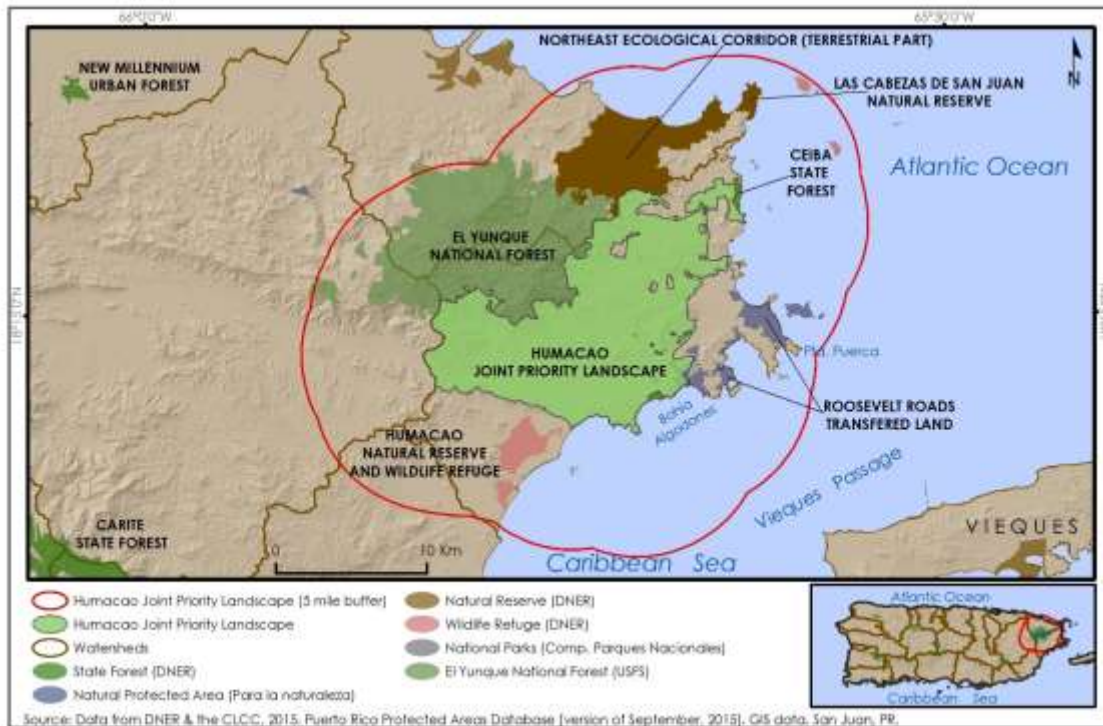 66°0'0"W
65°30'0"W
NORTHEAST ECOLOGICAL CORRIDOR (TERRESTRIAL PART)
N
NEW MILLENNIUM
URBAN FOREST
LAS CABEZAS DE SAN JUAN
NATURAL RESERVE
CEIBA
STATE
FOREST
Atlantic Ocean
EL YUNQUE
NATIONAL FOREST
18°15'0"N
HUMACAO
JOINT PRIORITY LANDSCAPE
Pta. Puerca
ROOSEVELT ROADS
TRANSFERED LAND
Bahia
Algodones
HUMACAO
NATURAL RESERVE
AND WILDLIFE REFUGE
Vieques Passage
CARITE
STATE FOREST
0 10 Km
VIEQUES
Caribbean Sea
Humacao Joint Priority Landscape (5 mile buffer)
Humacao Joint Priority Landscape
Watersheds
State Forest (DNER)
Natural Protected Area (Para la naturaleza)
Natural Reserve (DNER)
Wildlife Refuge (DNER)
National Parks (Comp. Parques Nacionales)
El Yunque National Forest (USFS)
Atlantic Ocean
Caribbean Sea
Source: Data from DNER & the CLCC, 2015. Puerto Rico Protected Areas Database [version of September, 2015]. GIS data. San Juan, PR.